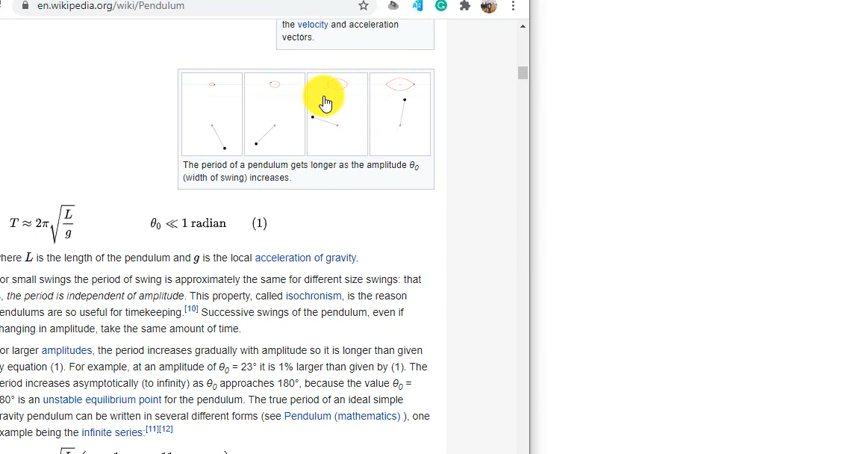 en.wikipedia.org/wiki/Pendulum
the velocity and acceleration
vectors.
The period of a pendulum gets longer as the amplitude θ0
(width of swing) increases.
T ≈ 2π√(L/g) θ0 ≪ 1 radian (1)
where L is the length of the pendulum and g is the local acceleration of gravity.
or small swings the period of swing is approximately the same for different size swings: that
, the period is independent of amplitude. This property, called isochronism, is the reason
endulums are so useful for timekeeping.[10] Successive swings of the pendulum, even if
hanging in amplitude, take the same amount of time.
or larger amplitudes, the period increases gradually with amplitude so it is longer than given
y equation (1). For example, at an amplitude of θ0 = 23° it is 1% larger than given by (1). The
eriod increases asymptotically (to infinity) as θ0 approaches 180°, because the value θ0 =
80° is an unstable equilibrium point for the pendulum. The true period of an ideal simple
ravity pendulum can be written in several different forms (see Pendulum (mathematics) ), one
xample being the infinite series:[11][12]